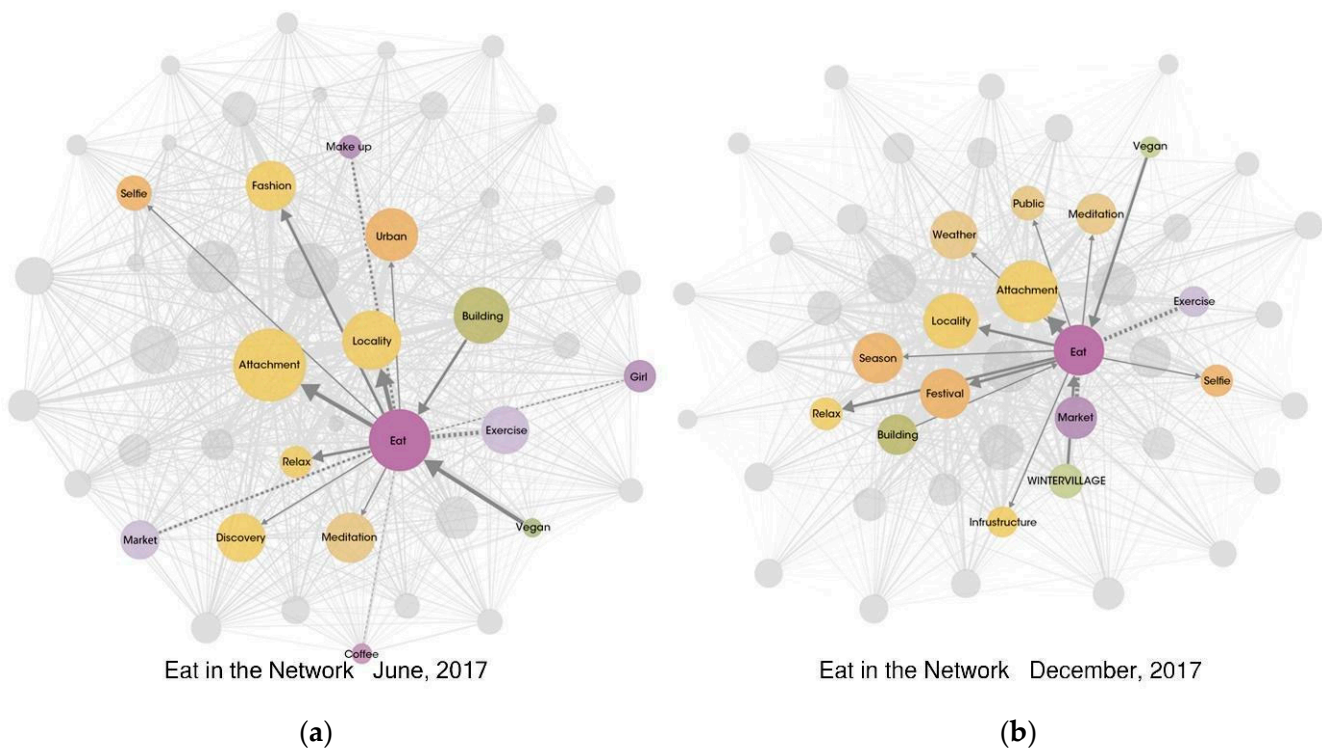 Make up
Selfie
Fashion
Urban
Building
Locality
Attachment
Girl
Eat
Exercise
Relax
Vegan
Market
Discovery
Meditation
Coffee
Eat in the Network June, 2017
(a)
Vegan
Public
Meditation
Weather
Attachment
Exercise
Locality
Eat
Season
Selfie
Festival
Relax
Market
Building
WINTERVILLAGE
Infrustructure
Eat in the Network December, 2017
(b)